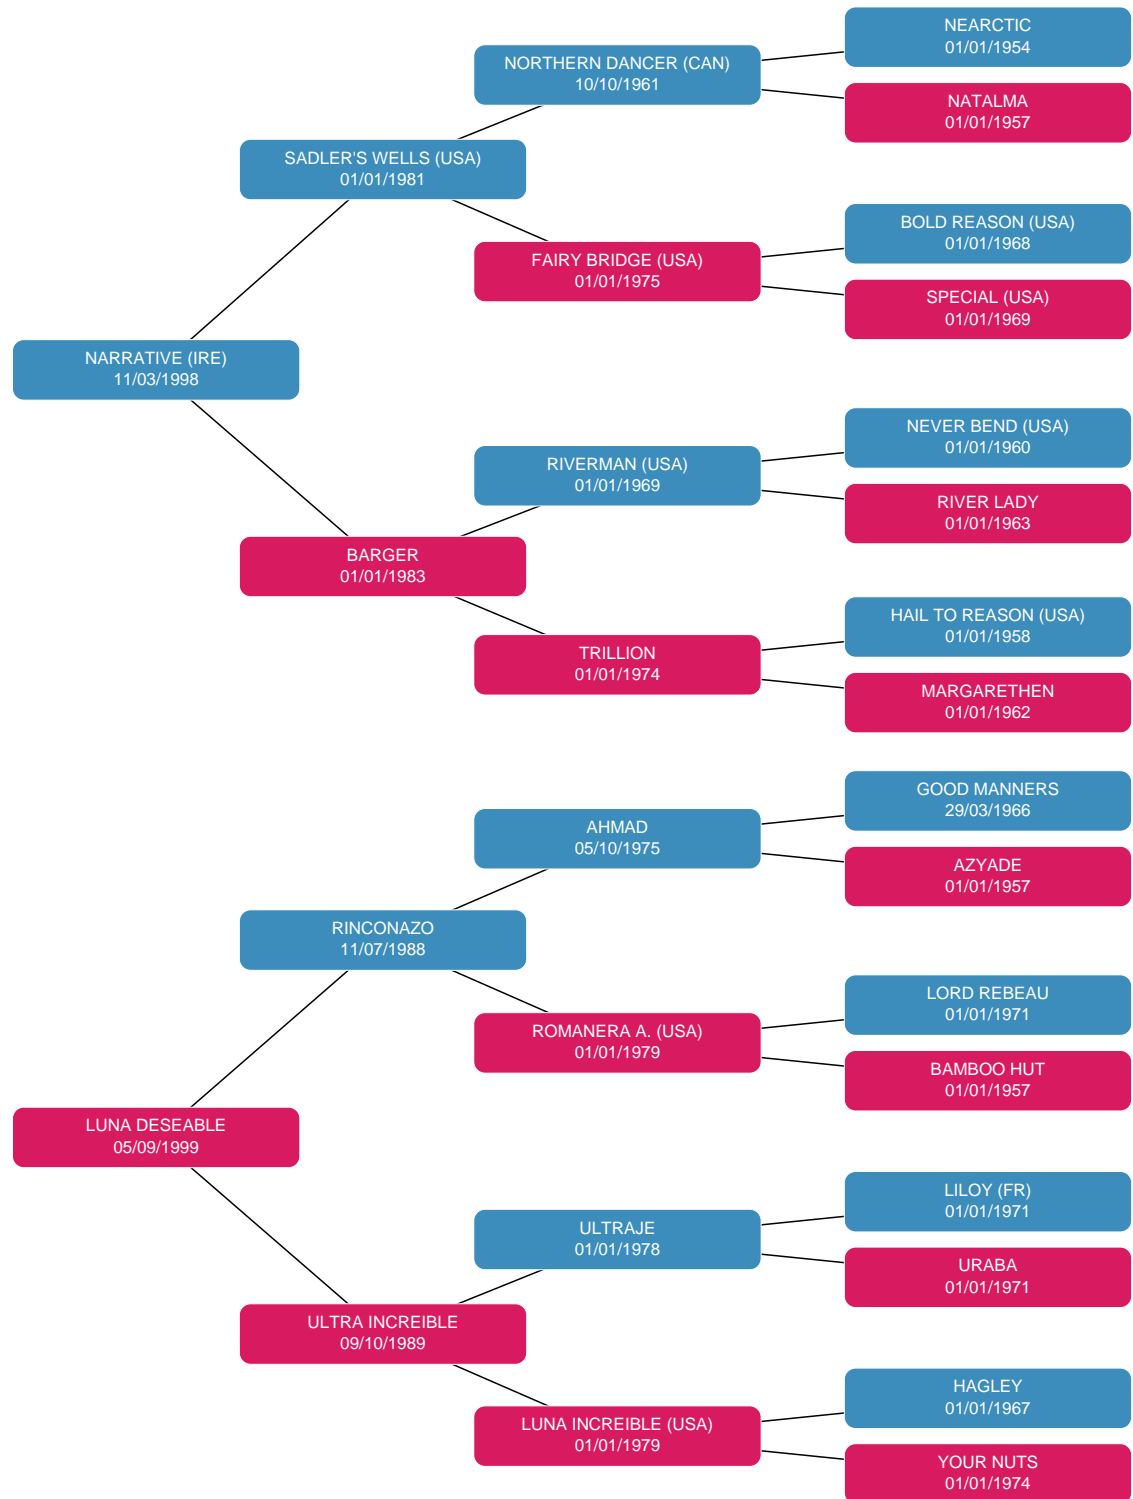 NEARCTIC
01/01/1954
NORTHERN DANCER (CAN)
10/10/1961
NATALMA
01/01/1957
SADLER'S WELLS (USA)
01/01/1981
BOLD REASON (USA)
01/01/1968
FAIRY BRIDGE (USA)
01/01/1975
SPECIAL (USA)
01/01/1969
NARRATIVE (IRE)
11/03/1998
NEVER BEND (USA)
01/01/1960
RIVERMAN (USA)
01/01/1969
RIVER LADY
01/01/1963
BARGER
01/01/1983
HAIL TO REASON (USA)
01/01/1958
TRILLION
01/01/1974
MARGARETHEN
01/01/1962
GOOD MANNERS
29/03/1966
AHMAD
05/10/1975
AZYADE
01/01/1957
RINCONAZO
11/07/1988
LORD REBEAU
01/01/1971
ROMANERA A. (USA)
01/01/1979
BAMBOO HUT
01/01/1957
LUNA DESEABLE
05/09/1999
LILOY (FR)
01/01/1971
ULTRAJE
01/01/1978
URABA
01/01/1971
ULTRA INCREIBLE
09/10/1989
HAGLEY
01/01/1967
LUNA INCREIBLE (USA)
01/01/1979
YOUR NUTS
01/01/1974